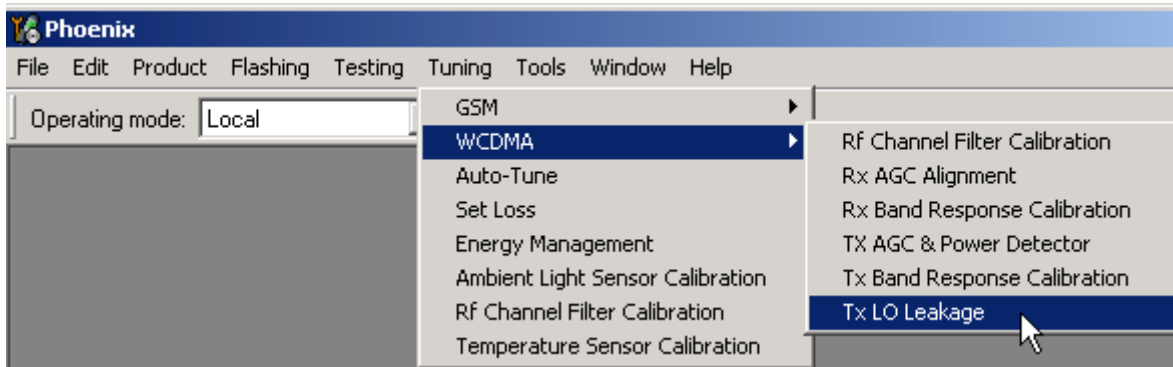 Phoenix
File Edit Product Flashing Testing Tuning Tools Window Help
Operating mode: Local
GSM
WCDMA
Auto-Tune
Set Loss
Energy Management
Ambient Light Sensor Calibration
Rf Channel Filter Calibration
Temperature Sensor Calibration
Rf Channel Filter Calibration
Rx AGC Alignment
Rx Band Response Calibration
TX AGC & Power Detector
Tx Band Response Calibration
Tx LO Leakage